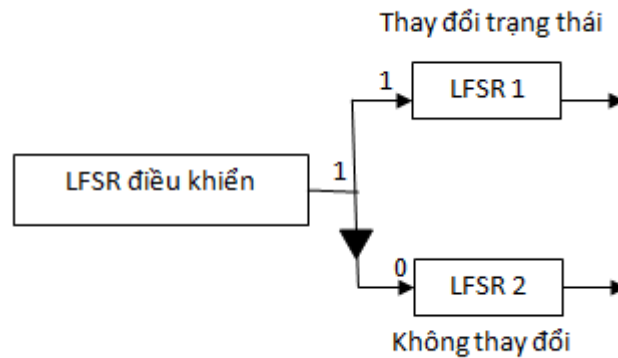 Thay đổi trạng thái
1
LFSR 1
LFSR điều khiển
1
0
LFSR 2
Không thay đổi